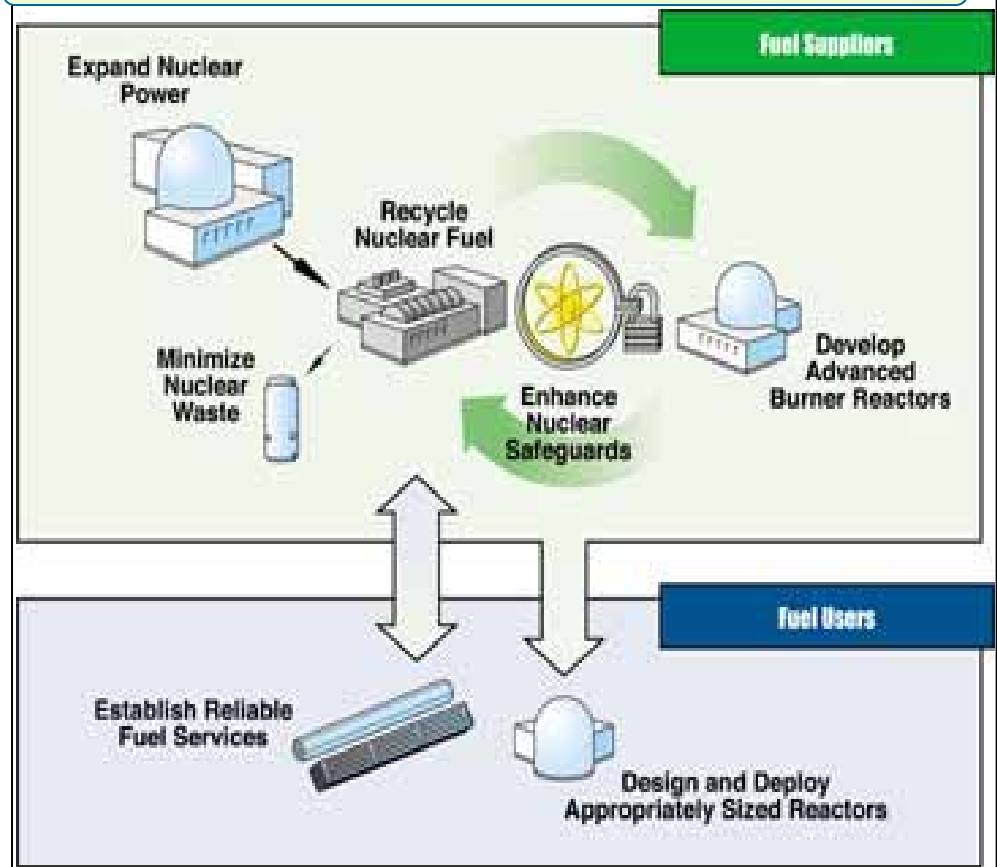 Fuel Suppliers
Expand Nuclear
Power
Recycle
Nuclear Fuel
Minimize
Nuclear
Waste
Enhance
Nuclear
Safeguards
Develop
Advanced
Burner Reactors
Fuel Users
Establish Reliable
Fuel Services
Design and Deploy
Appropriately Sized Reactors